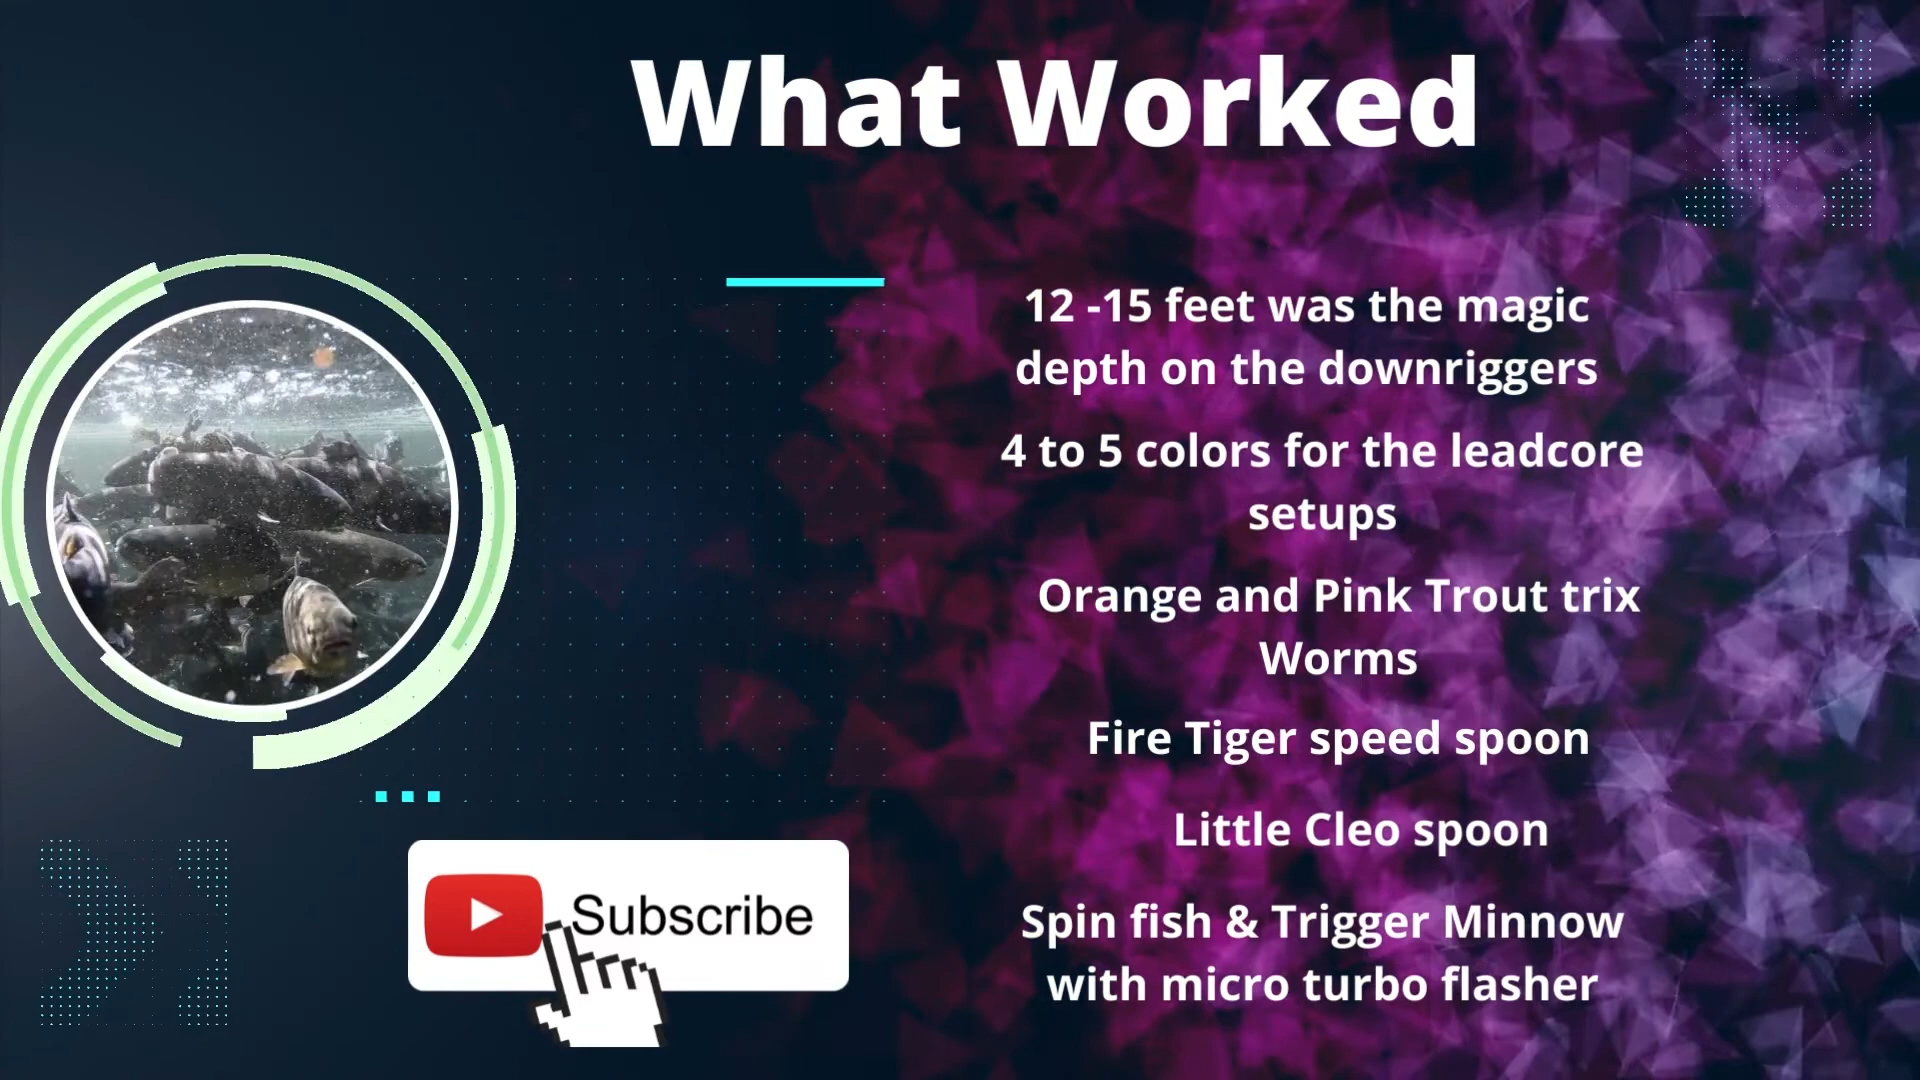 What Worked
12 -15 feet was the magic
depth on the downriggers
4 to 5 colors for the leadcore
setups
Orange and Pink Trout trix
Worms
Fire Tiger speed spoon
Little Cleo spoon
Spin fish & Trigger Minnow
with micro turbo flasher
Subscribe